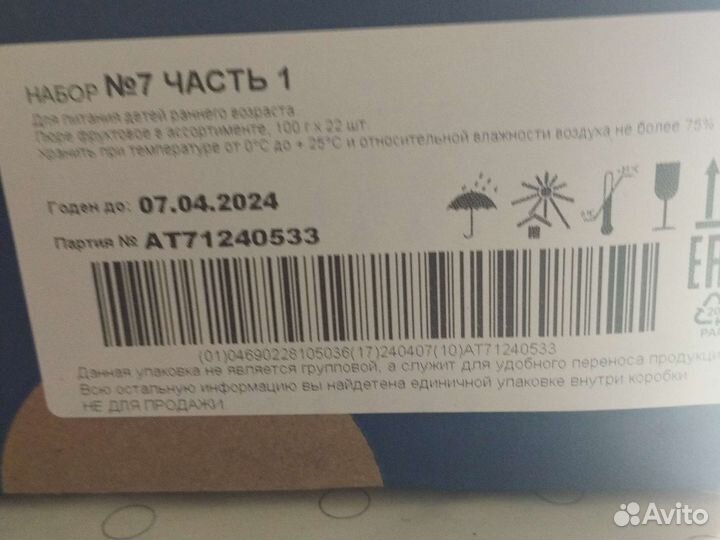 НАБОР №7 ЧАСТЬ 1
Для питания детей раннего возраста.
Пюре фруктовое в ассортименте, 100 г х 22 шт.
Хранить при температуре от 0°С до + 25°С и относительной влажности воздуха не более 75%
Годен до: 07.04.2024
Партия № АТ71240533
(01)04690228105036(17)240407(10)AT71240533
Данная упаковка не является групповой, а служит для удобного переноса продукци
Всю остальную информацию вы найдетена единичной упаковке внутри коробки
НЕ ДЛЯ ПРОДАЖИ
Avito